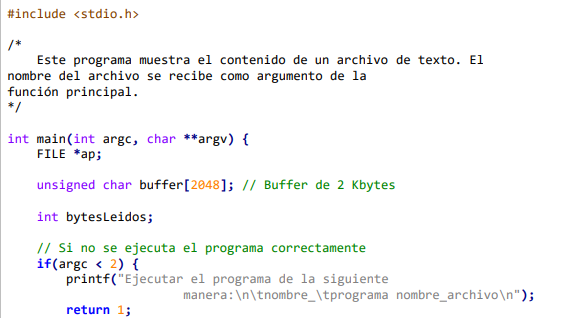 #include <stdio.h>
/*
    Este programa muestra el contenido de un archivo de texto. El
nombre del archivo se recibe como argumento de la
función principal.
*/
int main(int argc, char **argv) {
    FILE *ap;
    unsigned char buffer[2048]; // Buffer de 2 Kbytes
    int bytesLeidos;
    // Si no se ejecuta el programa correctamente
    if(argc < 2) {
        printf("Ejecutar el programa de la siguiente
                        manera:\n\tnombre_\tprograma nombre_archivo\n");
        return 1;